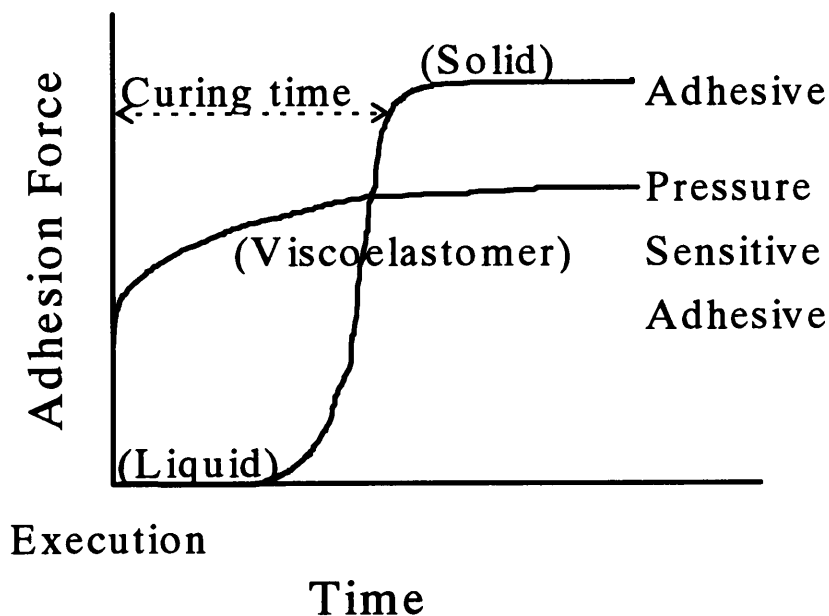 (Solid)
Curing time
Adhesive
Pressure
Sensitive
Adhesive
(Viscoelastomer)
(Liquid)
Adhesion Force
Execution
Time